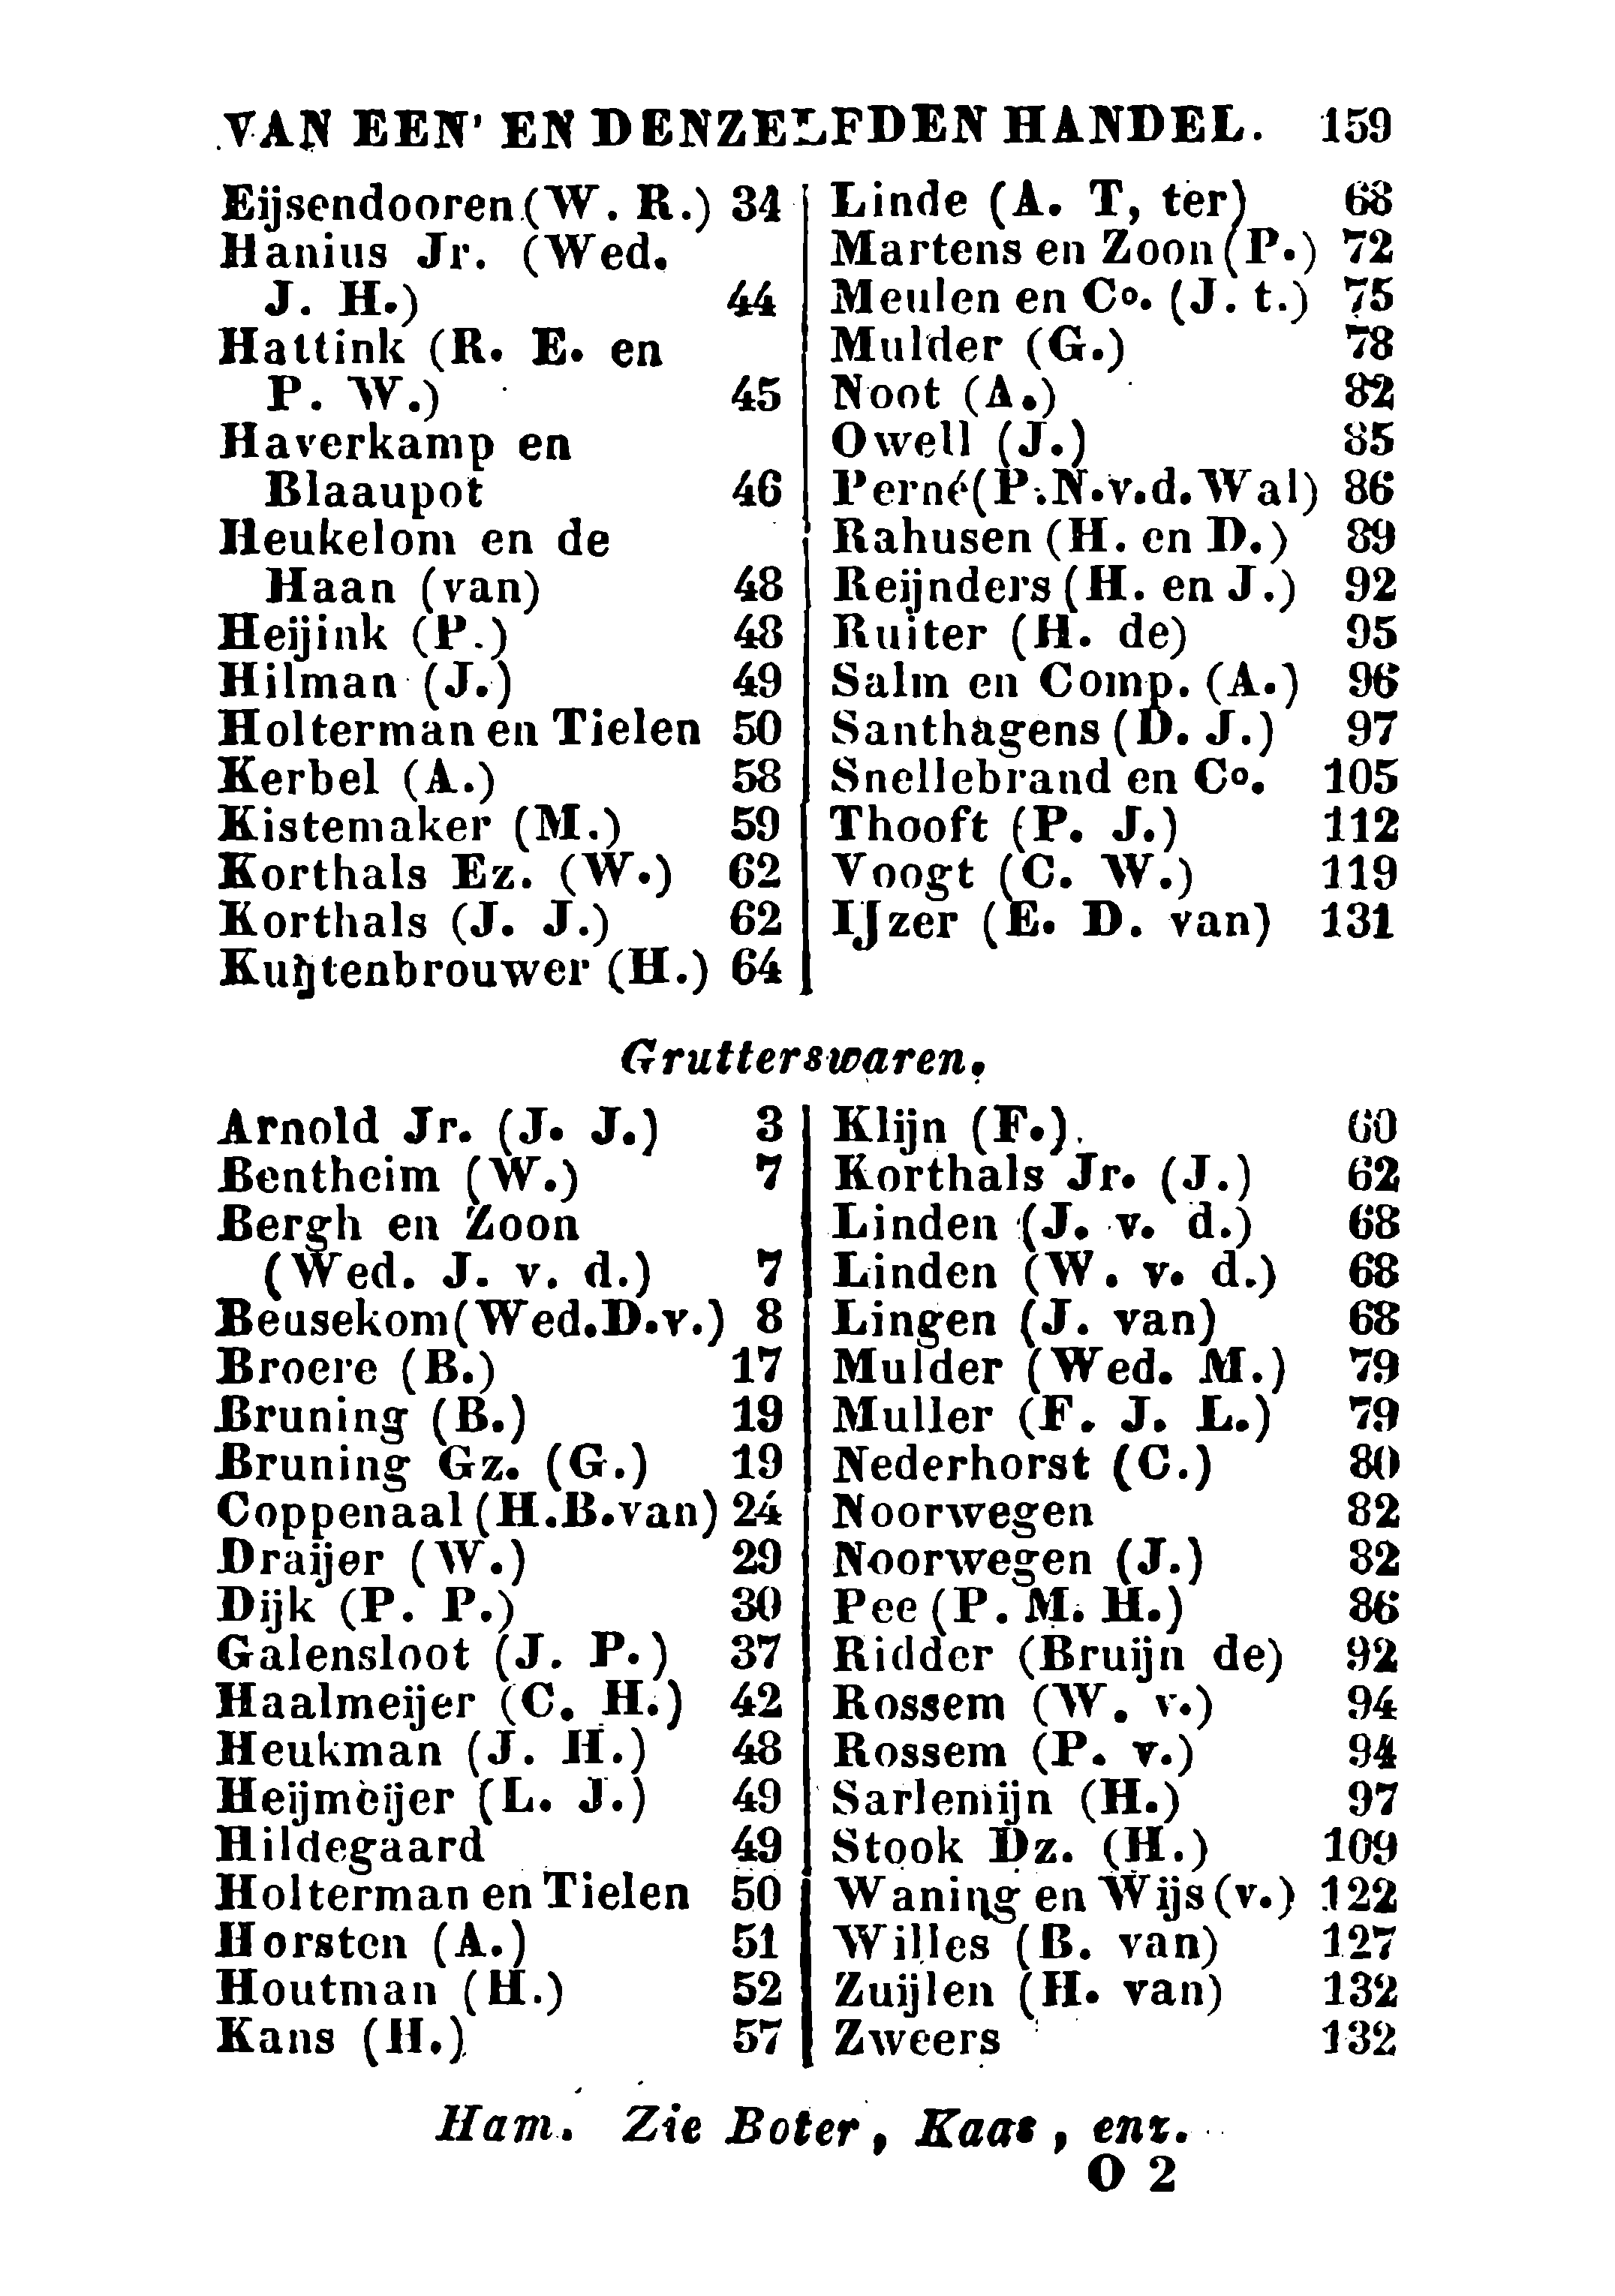 VAN EEN' EN DENZELFDEN HANDEL. 159
Eijsendooren (W. R.) 34
Hanius Jr. (Wed.
J. H.) 44
Hattink (R. E. en
P. W.) 45
Haverkamp en
Blaaupot 46
Heukelom en de
Haan (van) 48
Heijink (P.) 48
Hilman (J.) 49
Holterman en Tielen 50
Kerbel (A.) 58
Kistemaker (M.) 59
Korthals Ez. (W.) 62
Korthals (J. J.) 62
Kuijtenbrouwer (H.) 64
Linde (A. T, ter) 68
Martens en Zoon (P.) 72
Meulen en Co. (J. t.) 75
Mulder (G.) 78
Noot (A.) 82
Owell (J.) 85
Perné (P. N. v. d. Wal) 86
Rahusen (H. en D.) 89
Reijnders (H. en J.) 92
Ruiter (H. de) 95
Salm en Comp. (A.) 96
Santhagens (D. J.) 97
Snellebrand en Co. 105
Thooft (P. J.) 112
Voogt (C. W.) 119
IJzer (E. D. van) 131
Grutterswaren.
Arnold Jr. (J. J.) 3
Bentheim (W.) 7
Bergh en Zoon
(Wed. J. v. d.) 7
Beusekom (Wed. D. v.) 8
Broere (B.) 17
Bruning (B.) 19
Bruning Gz. (G.) 19
Coppenaal (H. B. van) 24
Draijer (W.) 29
Dijk (P. P.) 30
Galensloot (J. P.) 37
Haalmeijer (C. H.) 42
Heukman (J. H.) 48
Heijmeijer (L. J.) 49
Hildegaard 49
Holterman en Tielen 50
Horsten (A.) 51
Houtman (H.) 52
Kans (H.) 57
Klijn (F.) 60
Korthals Jr. (J.) 62
Linden (J. v. d.) 68
Linden (W. v. d.) 68
Lingen (J. van) 68
Mulder (Wed. M.) 79
Muller (F. J. L.) 79
Nederhorst (C.) 80
Noorwegen 82
Noorwegen (J.) 82
Pee (P. M. H.) 86
Ridder (Bruijn de) 92
Rossem (W. v.) 94
Rossem (P. v.) 94
Sarlemijn (H.) 97
Stook Dz. (H.) 109
Waning en Wijs (v.) 122
Willes (B. van) 127
Zuijlen (H. van) 132
Zweers 132
Ham. Zie Boter, Kaas, enz.
O 2